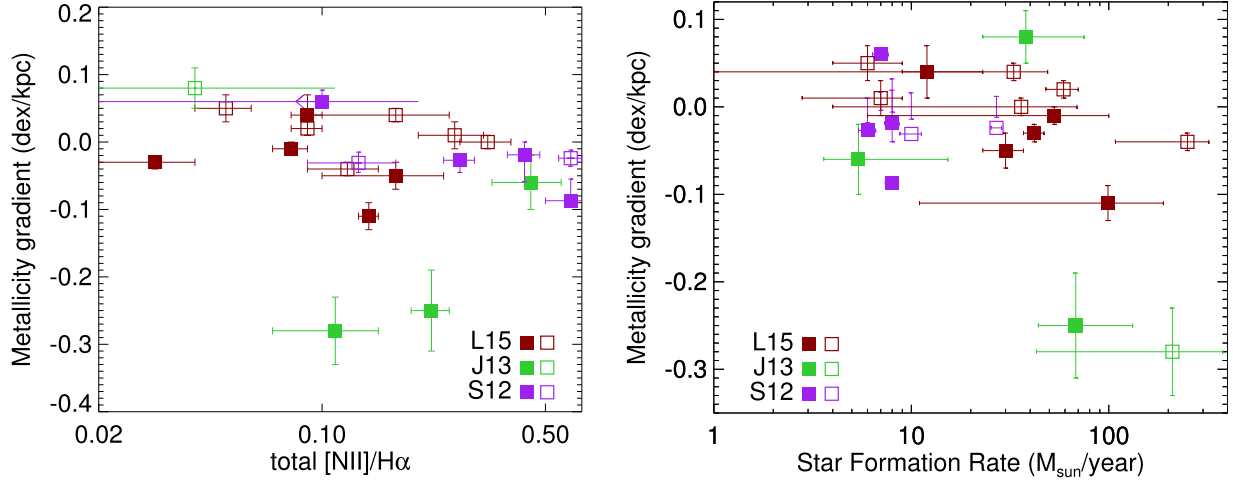 Metallicity gradient (dex/kpc)
0.2
0.1
0.0
-0.1
-0.2
-0.3
-0.4
0.02
0.10
0.50
total [NII]/Hα
L15
J13
S12
Metallicity gradient (dex/kpc)
0.1
0.0
-0.1
-0.2
-0.3
1
10
100
Star Formation Rate (Msun/year)
L15
J13
S12